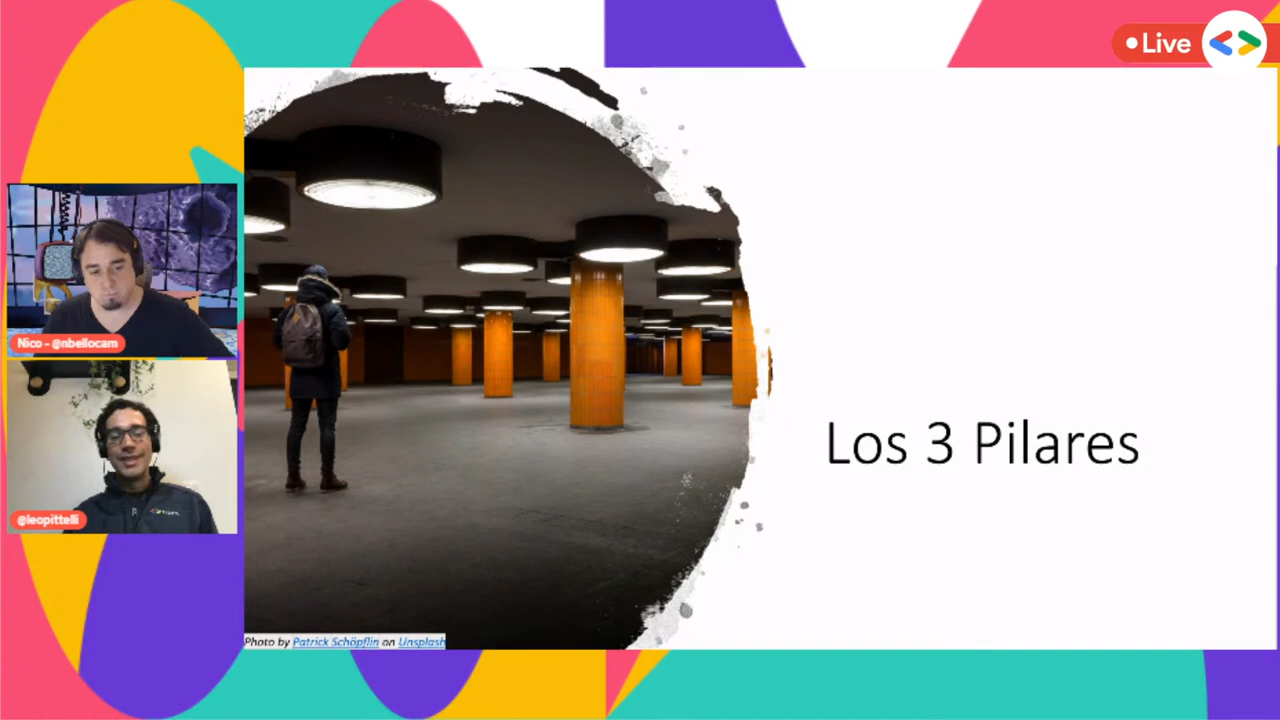 Live
Nico - @nbellocam
@leopittelli
Los 3 Pilares
Photo by Patrick Schöpflin on Unsplash